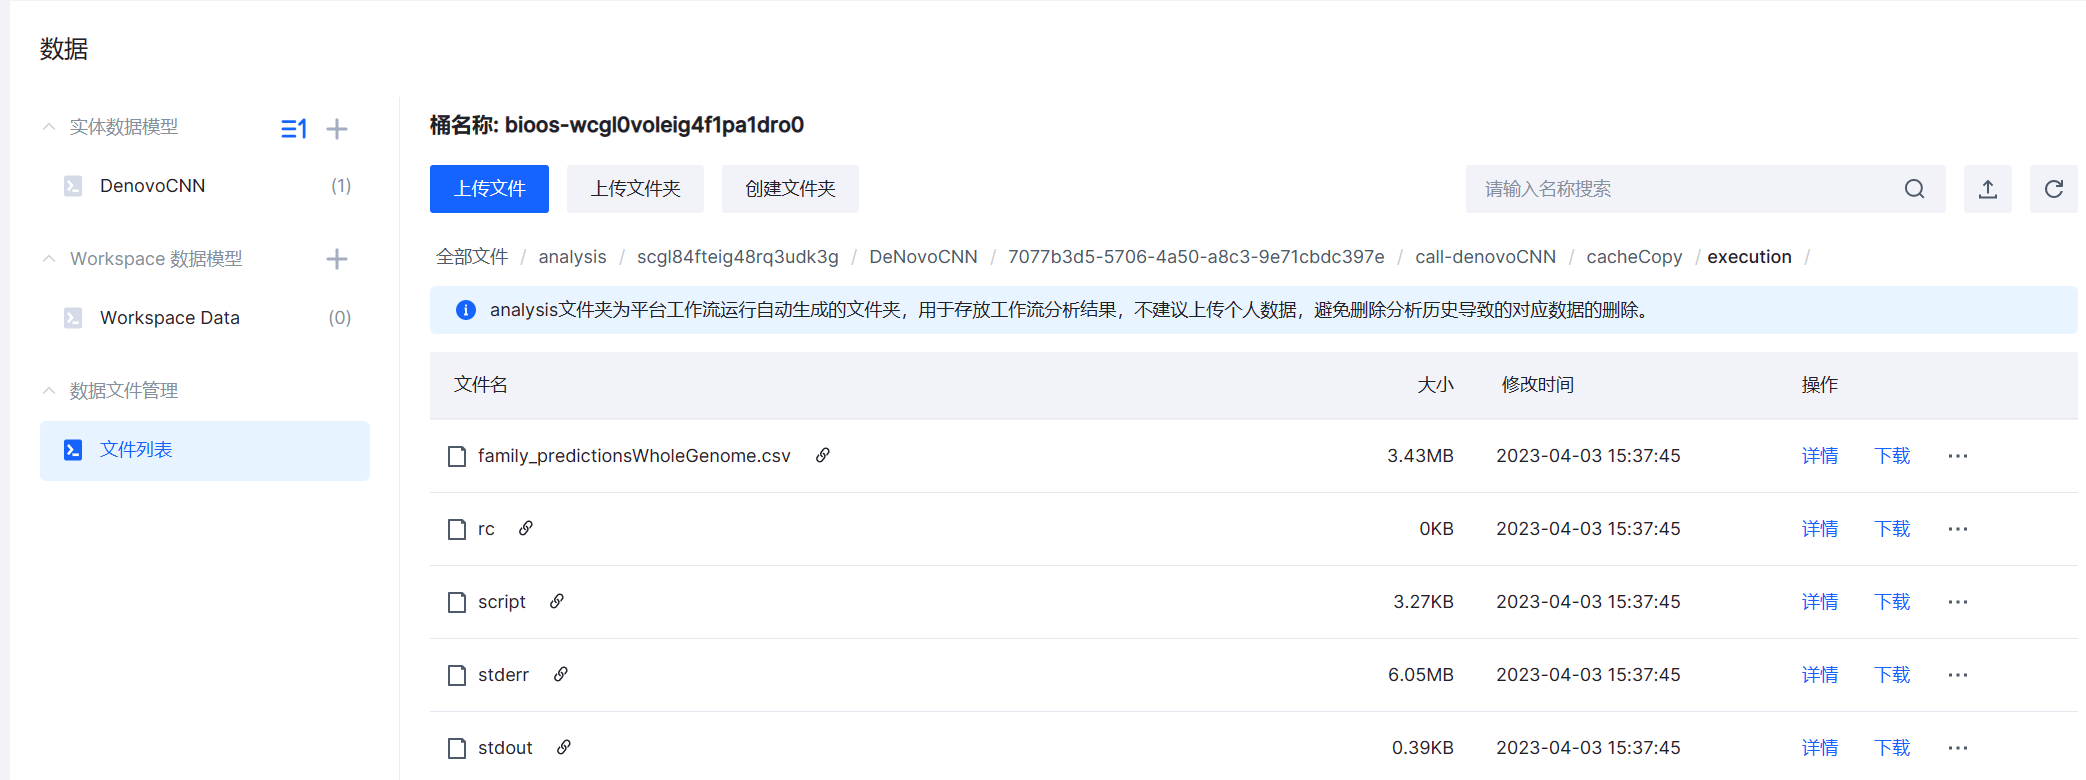 数据
实体数据模型
DenovoCNN (1)
Workspace 数据模型
Workspace Data (0)
数据文件管理
文件列表
桶名称: bioos-wcgl0voleig4f1pa1dro0
上传文件 上传文件夹 创建文件夹 请输入名称搜索
全部文件 / analysis / scgl84fteig48rq3udk3g / DeNovoCNN / 7077b3d5-5706-4a50-a8c3-9e71cbdc397e / call-denovoCNN / cacheCopy / execution /
analysis文件夹为平台工作流运行自动生成的文件夹，用于存放工作流分析结果，不建议上传个人数据，避免删除分析历史导致的对应数据的删除。
文件名 大小 修改时间 操作
family_predictionsWholeGenome.csv 3.43MB 2023-04-03 15:37:45 详情 下载 ···
rc 0KB 2023-04-03 15:37:45 详情 下载 ···
script 3.27KB 2023-04-03 15:37:45 详情 下载 ···
stderr 6.05MB 2023-04-03 15:37:45 详情 下载 ···
stdout 0.39KB 2023-04-03 15:37:45 详情 下载 ···